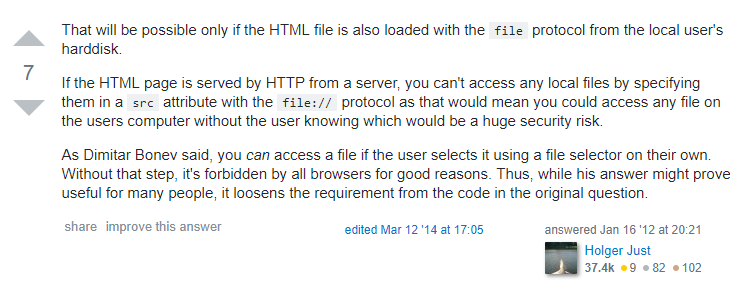 That will be possible only if the HTML file is also loaded with the file protocol from the local user's
harddisk.
7
If the HTML page is served by HTTP from a server, you can't access any local files by specifying
them in a src attribute with the file:// protocol as that would mean you could access any file on
the users computer without the user knowing which would be a huge security risk.
As Dimitar Bonev said, you can access a file if the user selects it using a file selector on their own.
Without that step, it's forbidden by all browsers for good reasons. Thus, while his answer might prove
useful for many people, it loosens the requirement from the code in the original question.
share improve this answer
edited Mar 12 '14 at 17:05
answered Jan 16 '12 at 20:21
Holger Just
37.4k 9 82 102